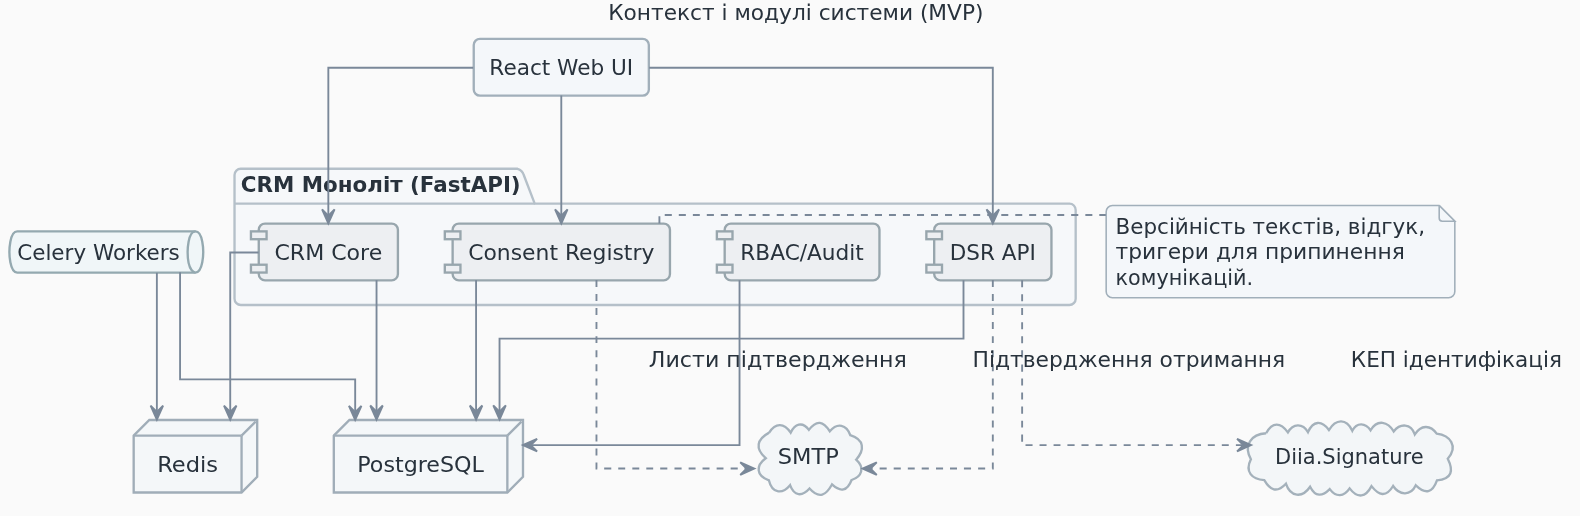 Контекст і модулі системи (MVP)
React Web UI
CRM Моноліт (FastAPI)
Celery Workers
CRM Core
Consent Registry
RBAC/Audit
DSR API
Версійність текстів, відгук,
тригери для припинення
комунікацій.
Листи підтвердження
Підтвердження отримання
КЕП ідентифікація
Redis
PostgreSQL
SMTP
Diia.Signature